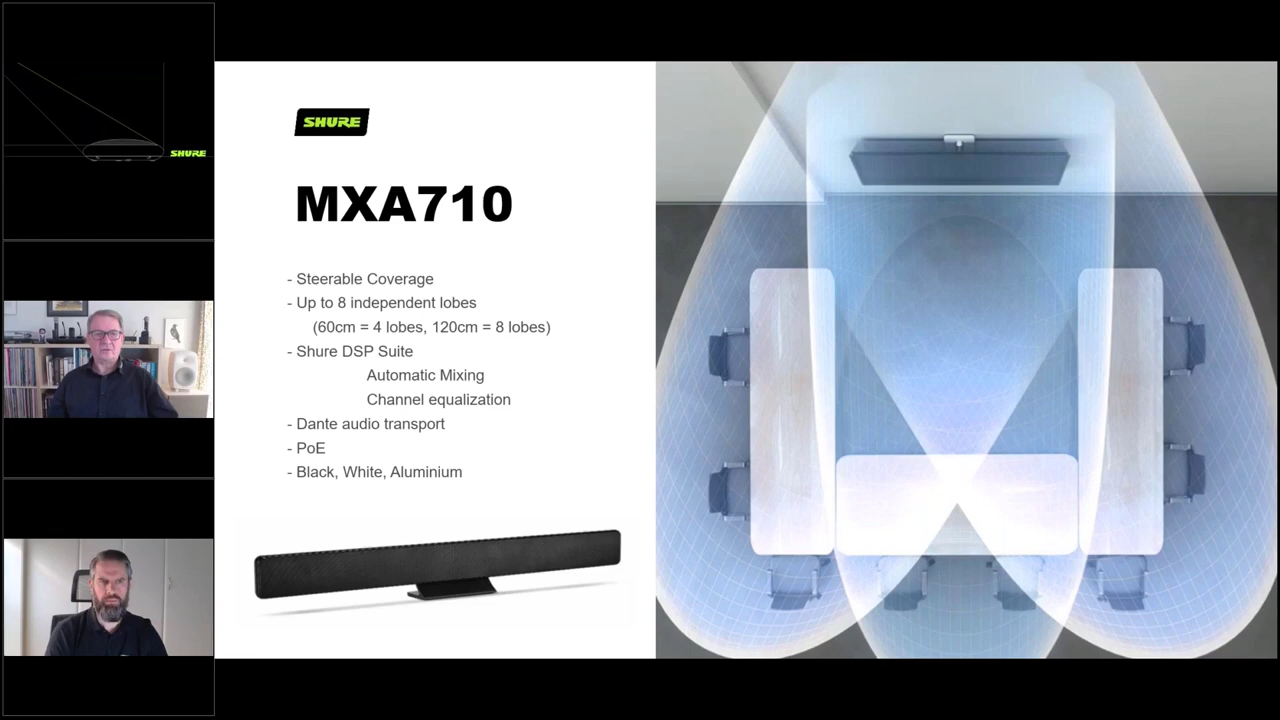 SHURE
SHURE
MXA710
- Steerable Coverage
- Up to 8 independent lobes
(60cm = 4 lobes, 120cm = 8 lobes)
- Shure DSP Suite
Automatic Mixing
Channel equalization
- Dante audio transport
- PoE
- Black, White, Aluminium